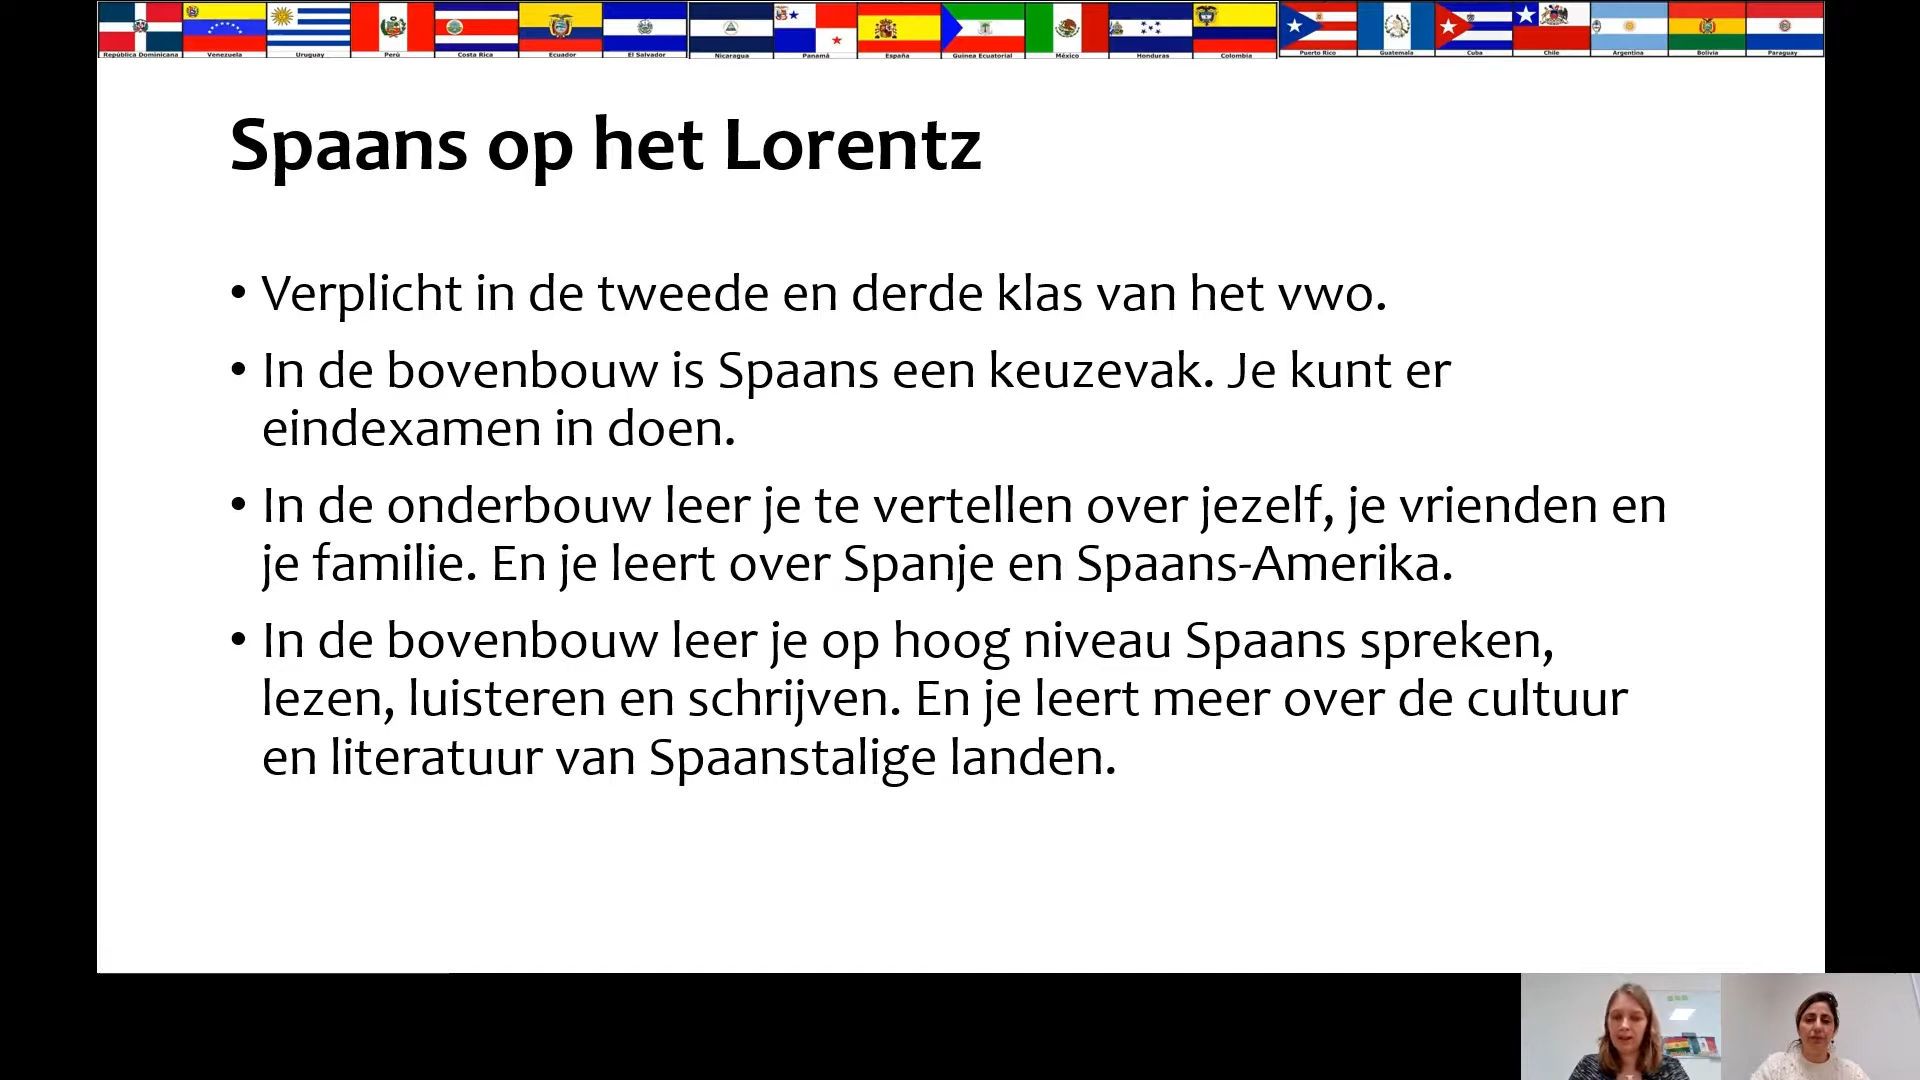 República Dominicana Venezuela Uruguay Perú Costa Rica Ecuador El Salvador Nicaragua Panamá España Guinea Ecuatorial México Honduras Colombia Puerto Rico Guatemala Cuba Chile Argentina Bolivia Paraguay
Spaans op het Lorentz
• Verplicht in de tweede en derde klas van het vwo.
• In de bovenbouw is Spaans een keuzevak. Je kunt er
eindexamen in doen.
• In de onderbouw leer je te vertellen over jezelf, je vrienden en
je familie. En je leert over Spanje en Spaans-Amerika.
• In de bovenbouw leer je op hoog niveau Spaans spreken,
lezen, luisteren en schrijven. En je leert meer over de cultuur
en literatuur van Spaanstalige landen.